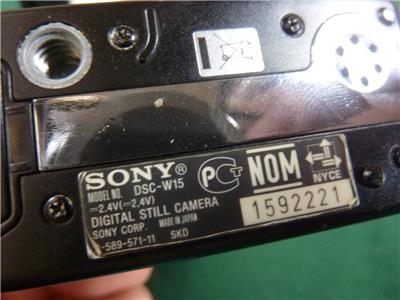 SONY®
MODEL NO. DSC-W15
⎓2.4V(⎓2,4V)
DIGITAL STILL CAMERA
SONY CORP. MADE IN JAPAN
-589-571-11 SKD
PCT
NOM
NYCE
1592221